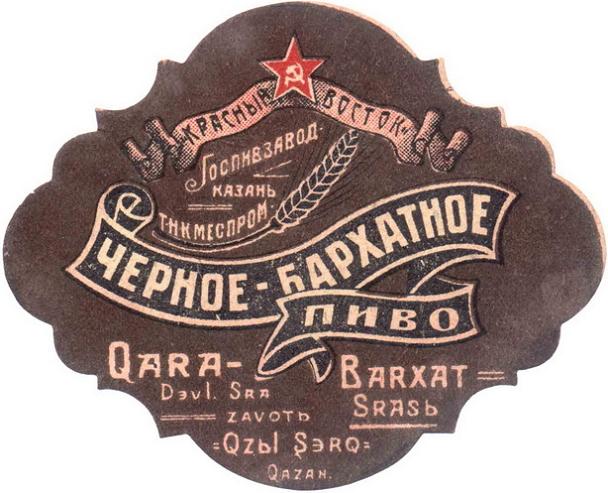 „КРАСНЫЙ ВОСТОК“
ГОСПИВЗАВОД
КАЗАНЬ
ТНКМЕСПРОМ
ЧЕРНОЕ-БАРХАТНОЕ
ПИВО
QARA-BARXAT
Dəvl. Sra SRASЬ
ZAVOTЬ
=QZЬL ŞƏRQ=
QAZAN.